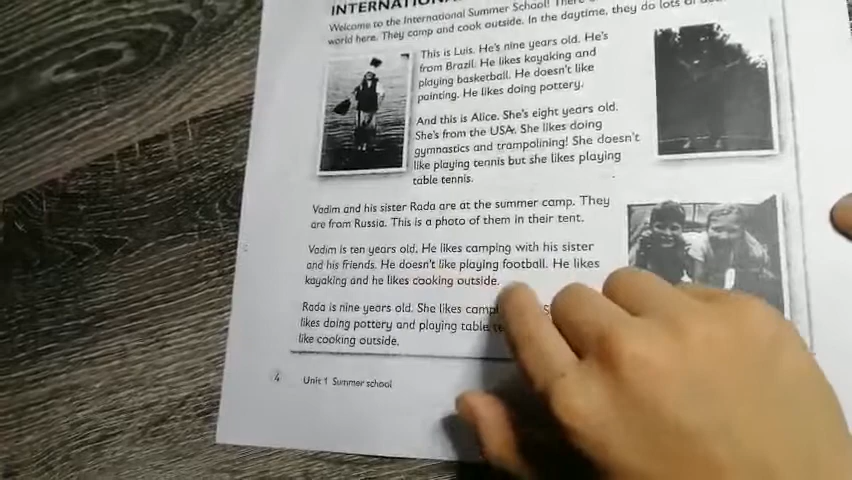 INTERNATION
Welcome to the International Summer School! There
world here. They camp and cook outside. In the daytime, they do lots of
This is Luis. He's nine years old. He's
from Brazil. He likes kayaking and
playing basketball. He doesn't like
painting. He likes doing pottery.
And this is Alice. She's eight years old.
She's from the USA. She likes doing
gymnastics and trampolining! She doesn't
like playing tennis but she likes playing
table tennis.
Vadim and his sister Rada are at the summer camp. They
are from Russia. This is a photo of them in their tent.
Vadim is ten years old. He likes camping with his sister
and his friends. He doesn't like playing football. He likes
kayaking and he likes cooking outside.
Rada is nine years old. She likes camp
likes doing pottery and playing table te
like cooking outside.
4 Unit 1 Summer school